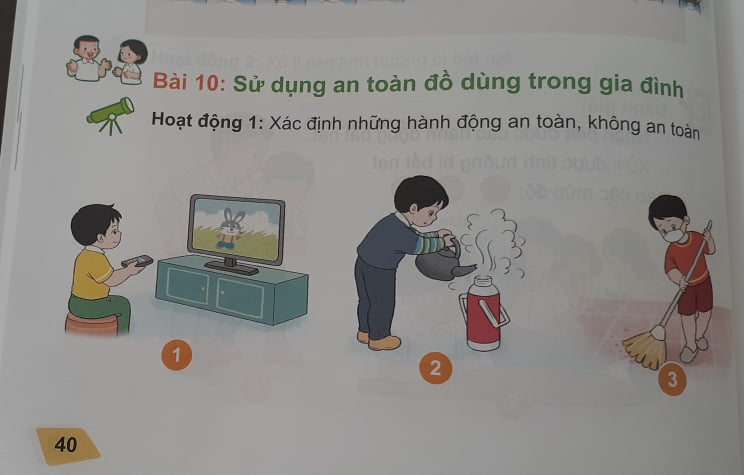 Bài 10: Sử dụng an toàn đồ dùng trong gia đình
Hoạt động 1: Xác định những hành động an toàn, không an toàn
1
2
3
40